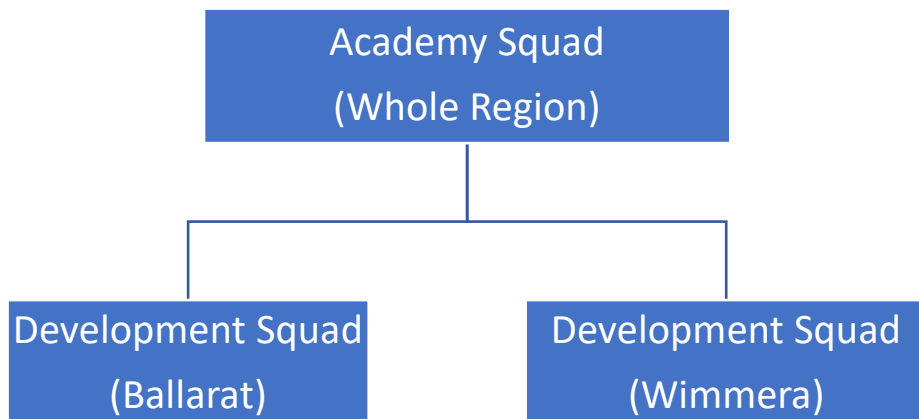 Academy Squad
(Whole Region)
Development Squad
(Ballarat)
Development Squad
(Wimmera)